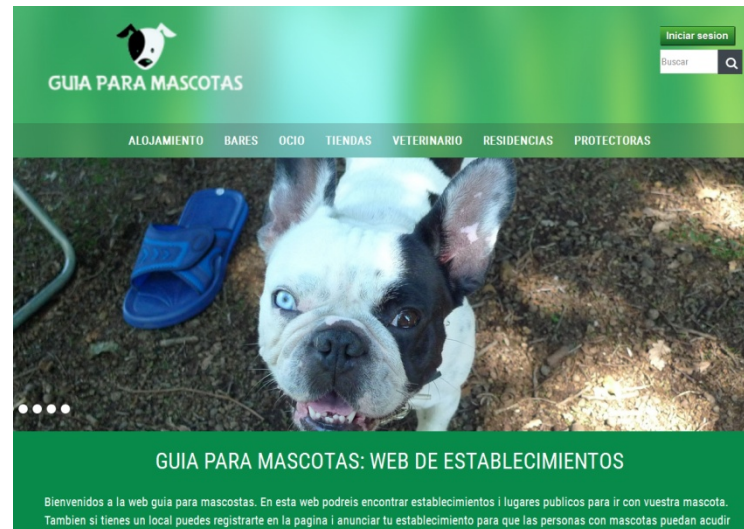 Iniciar sesion
Buscar
GUIA PARA MASCOTAS
ALOJAMIENTO BARES OCIO TIENDAS VETERINARIO RESIDENCIAS PROTECTORAS
GUIA PARA MASCOTAS: WEB DE ESTABLECIMIENTOS
Bienvenidos a la web guia para mascostas. En esta web podreis encontrar establecimientos i lugares publicos para ir con vuestra mascota.
Tambien si tienes un local puedes registrarte en la pagina i anunciar tu establecimiento para que las personas con mascotas puedan acudir